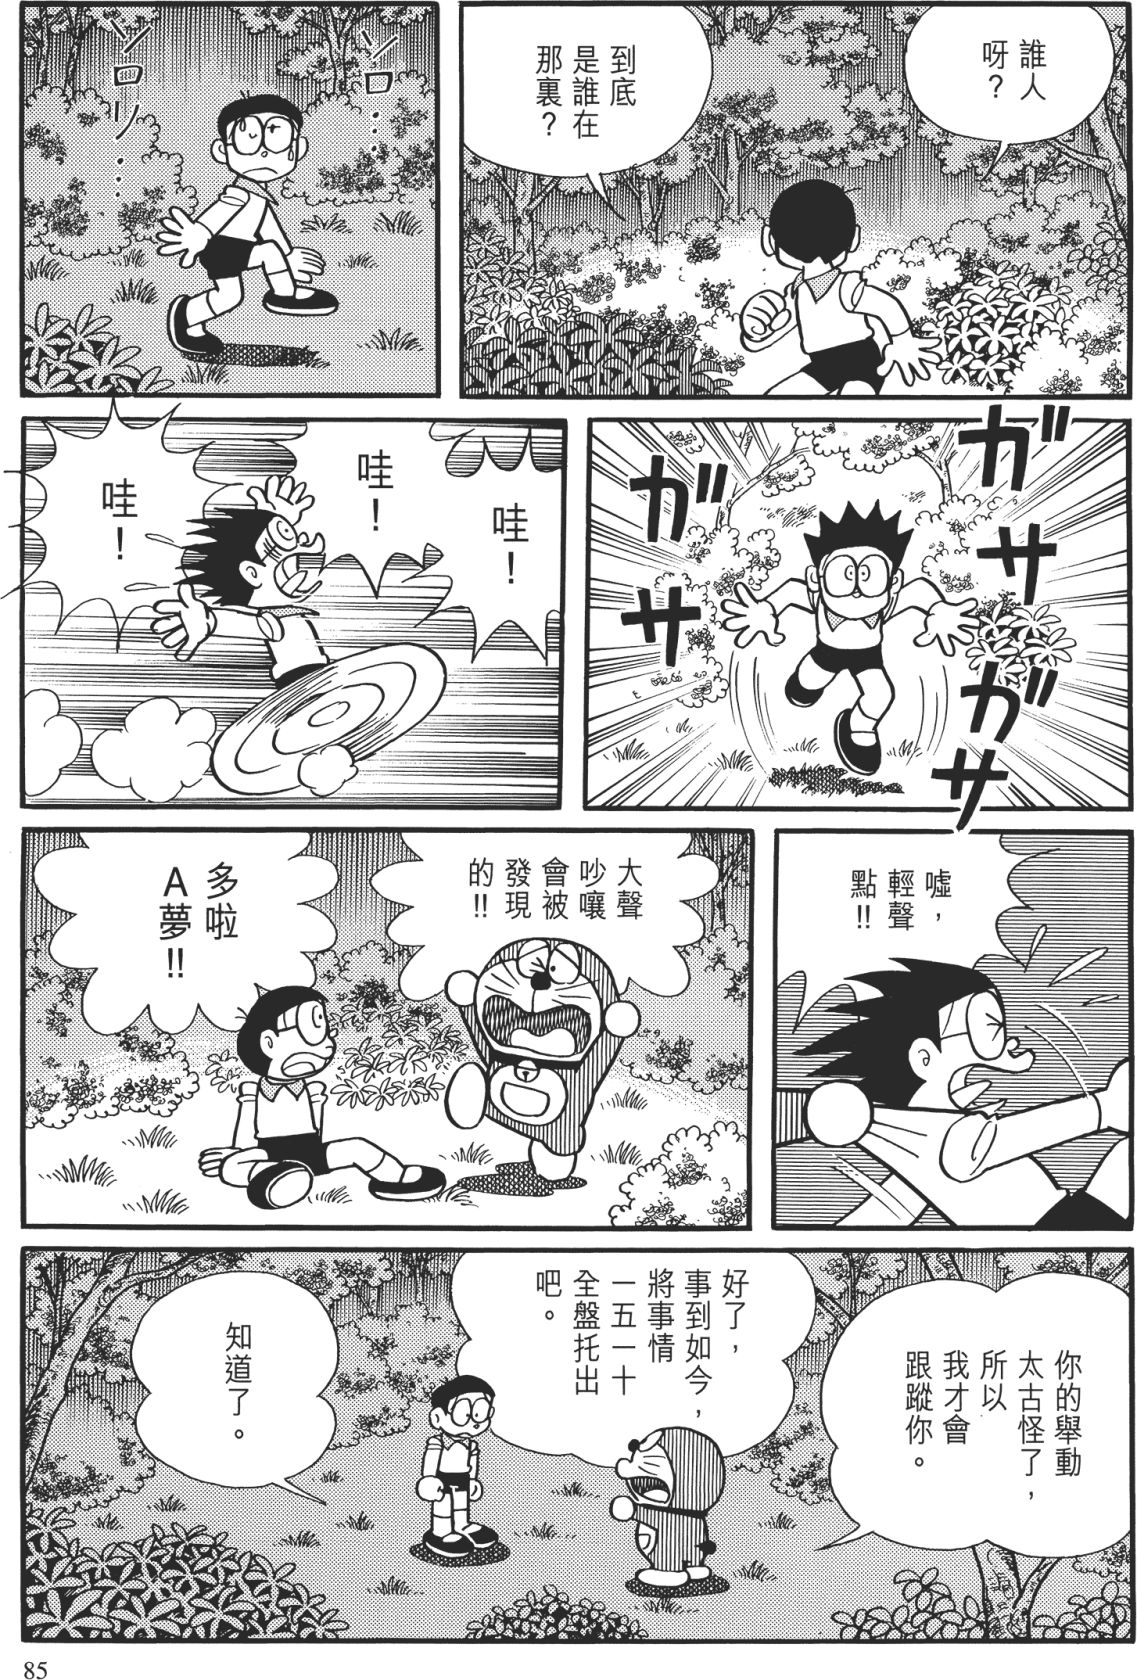 誰人
呀？
到底
是誰在
那裏？
ソロ…
ソロリ…
ガサ
ガサ
ガサ
哇！
哇！
哇！
噓，
輕聲
點!!
大聲
吵嚷
會被
發現
的!!
多啦
A夢!!
你的舉動
太古怪了，
所以
我才會
跟蹤你。
好了，
事到如今，
將事情
一五一十
全盤托出
吧。
知道了。
85